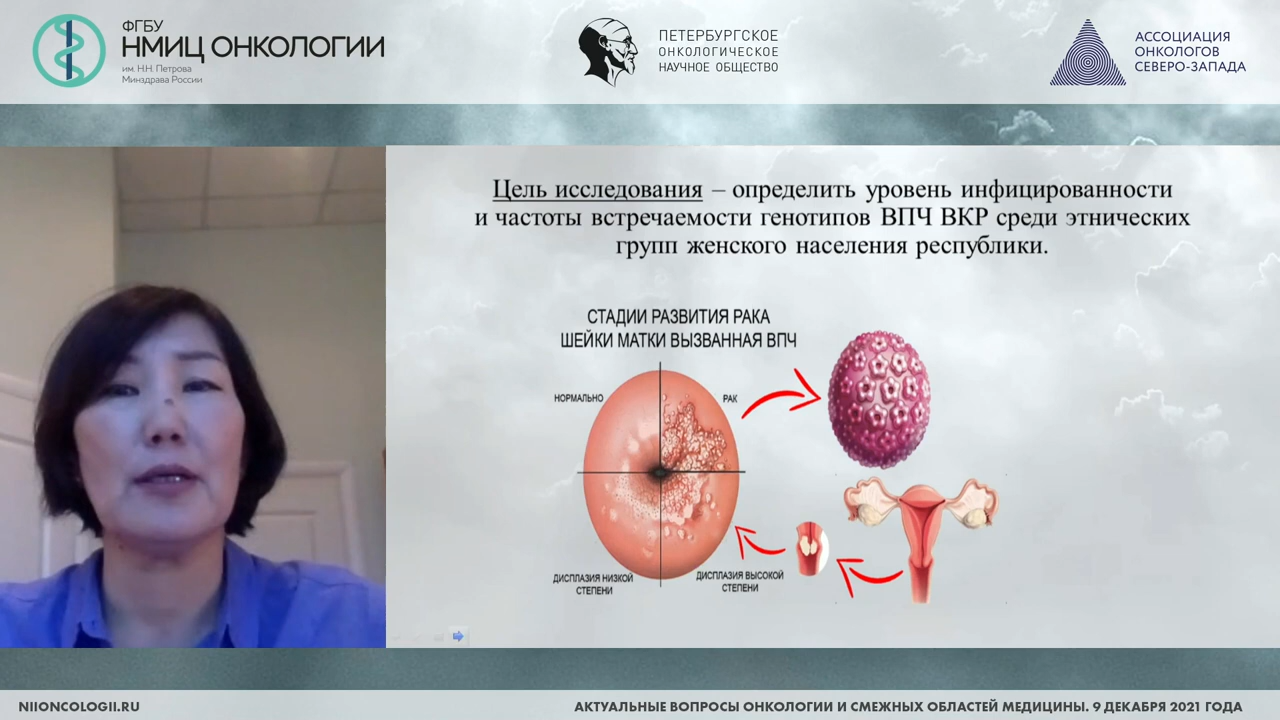 ФГБУ
НМИЦ ОНКОЛОГИИ
им. Н.Н. Петрова
Минздрава России
ПЕТЕРБУРГСКОЕ
ОНКОЛОГИЧЕСКОЕ
НАУЧНОЕ ОБЩЕСТВО
АССОЦИАЦИЯ
ОНКОЛОГОВ
СЕВЕРО-ЗАПАДА
Цель исследования – определить уровень инфицированности
и частоты встречаемости генотипов ВПЧ ВКР среди этнических
групп женского населения республики.
СТАДИИ РАЗВИТИЯ РАКА
ШЕЙКИ МАТКИ ВЫЗВАННАЯ ВПЧ
НОРМАЛЬНО
РАК
ДИСПЛАЗИЯ НИЗКОЙ
СТЕПЕНИ
ДИСПЛАЗИЯ ВЫСОКОЙ
СТЕПЕНИ
NIIONCOLOGII.RU
АКТУАЛЬНЫЕ ВОПРОСЫ ОНКОЛОГИИ И СМЕЖНЫХ ОБЛАСТЕЙ МЕДИЦИНЫ. 9 ДЕКАБРЯ 2021 ГОДА